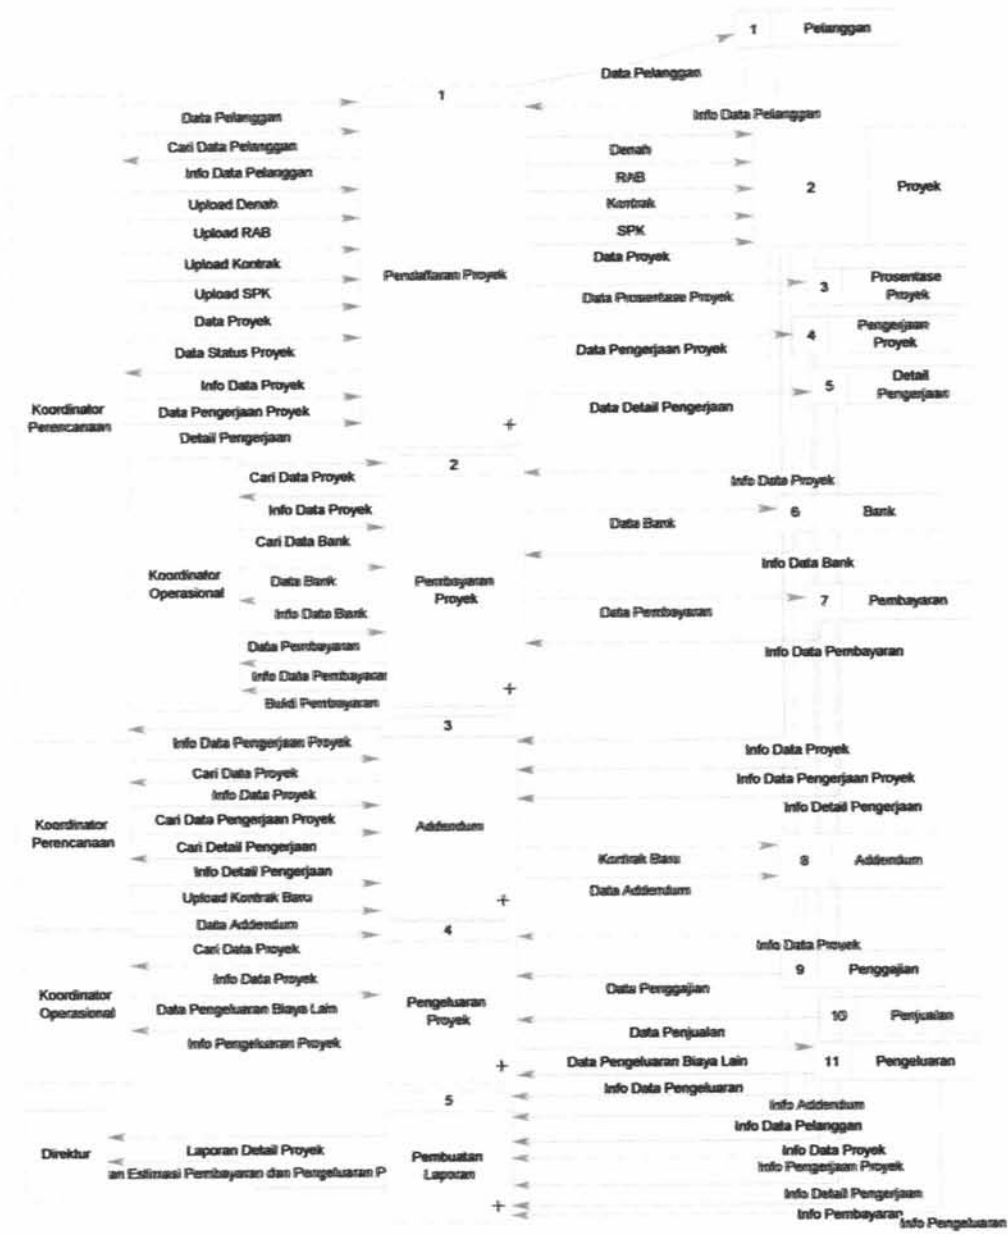 1 Pelanggan
Data Pelanggan
1
Info Data Pelanggan
Data Pelanggan
Cari Data Pelanggan
Info Data Pelanggan
Upload Denah
Upload RAB
Upload Kontrak
Upload SPK
Data Proyek
Data Status Proyek
Info Data Proyek
Data Pengerjaan Proyek
Detail Pengerjaan
Koordinator
Perencanaan
Pendaftaran Proyek
+
Denah
RAB
Kontrak
SPK
Data Proyek
2 Proyek
Data Prosentase Proyek
3 Prosentase
Proyek
Data Pengerjaan Proyek
4 Pengerjaan
Proyek
Data Detail Pengerjaan
5 Detail
Pengerjaan
2
Cari Data Proyek
Info Data Proyek
Cari Data Bank
Data Bank
Info Data Bank
Data Pembayaran
Info Data Pembayaran
Bukti Pembayaran
Koordinator
Operasional
Pembayaran
Proyek
+
Info Data Proyek
Data Bank
6 Bank
Info Data Bank
Data Pembayaran
7 Pembayaran
Info Data Pembayaran
3
Info Data Pengerjaan Proyek
Cari Data Proyek
Info Data Proyek
Cari Data Pengerjaan Proyek
Cari Detail Pengerjaan
Info Detail Pengerjaan
Upload Kontrak Baru
Data Addendum
Koordinator
Perencanaan
Addendum
+
Info Data Proyek
Info Data Pengerjaan Proyek
Info Detail Pengerjaan
Kontrak Baru
Data Addendum
8 Addendum
4
Cari Data Proyek
Info Data Proyek
Data Pengeluaran Biaya Lain
Info Pengeluaran Proyek
Koordinator
Operasional
Pengeluaran
Proyek
+
Info Data Proyek
9 Penggajian
Data Penggajian
10 Penjualan
Data Penjualan
Data Pengeluaran Biaya Lain
11 Pengeluaran
Info Data Pengeluaran
5
Direktur
Laporan Detail Proyek
an Estimasi Pembayaran dan Pengeluaran P
Pembuatan
Laporan
+
Info Addendum
Info Data Pelanggan
Info Data Proyek
Info Pengerjaan Proyek
Info Detail Pengerjaan
Info Pembayaran
Info Pengeluaran